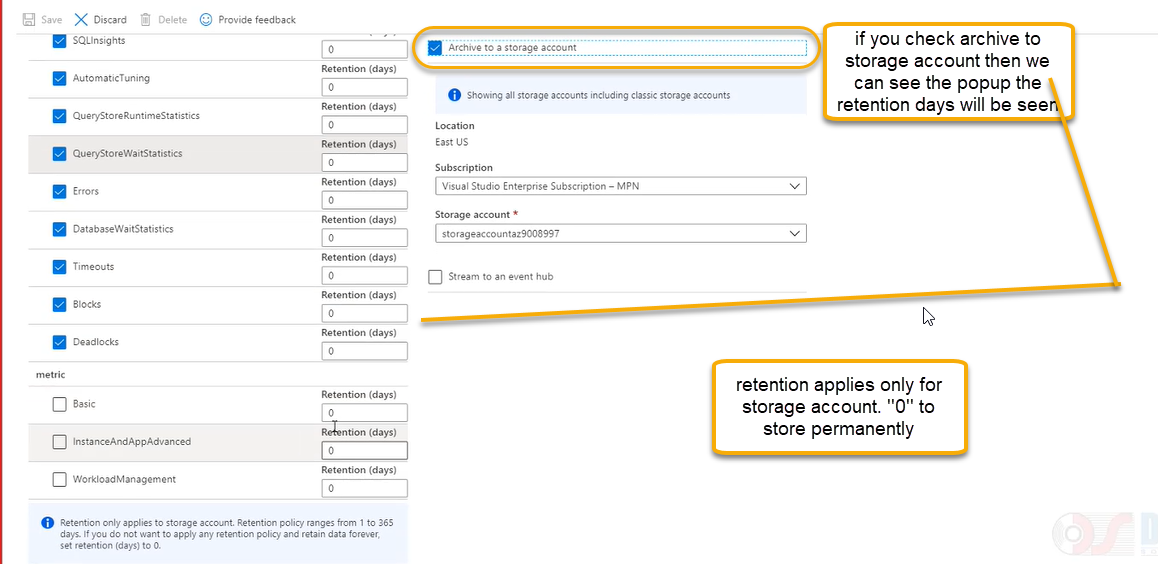 Save Discard Delete Provide feedback
SQLInsights
0
Retention (days)
AutomaticTuning
0
Retention (days)
QueryStoreRuntimeStatistics
0
Retention (days)
QueryStoreWaitStatistics
0
Retention (days)
Errors
0
Retention (days)
DatabaseWaitStatistics
0
Retention (days)
Timeouts
0
Retention (days)
Blocks
0
Retention (days)
Deadlocks
0
metric
Retention (days)
Basic
0
Retention (days)
InstanceAndAppAdvanced
0
Retention (days)
WorkloadManagement
0
Retention only applies to storage account. Retention policy ranges from 1 to 365
days. If you do not want to apply any retention policy and retain data forever,
set retention (days) to 0.
Archive to a storage account
Showing all storage accounts including classic storage accounts
Location
East US
Subscription
Visual Studio Enterprise Subscription – MPN
Storage account *
storageaccountaz9008997
Stream to an event hub
if you check archive to
storage account then we
can see the popup the
retention days will be seen
retention applies only for
storage account. "0" to
store permanently